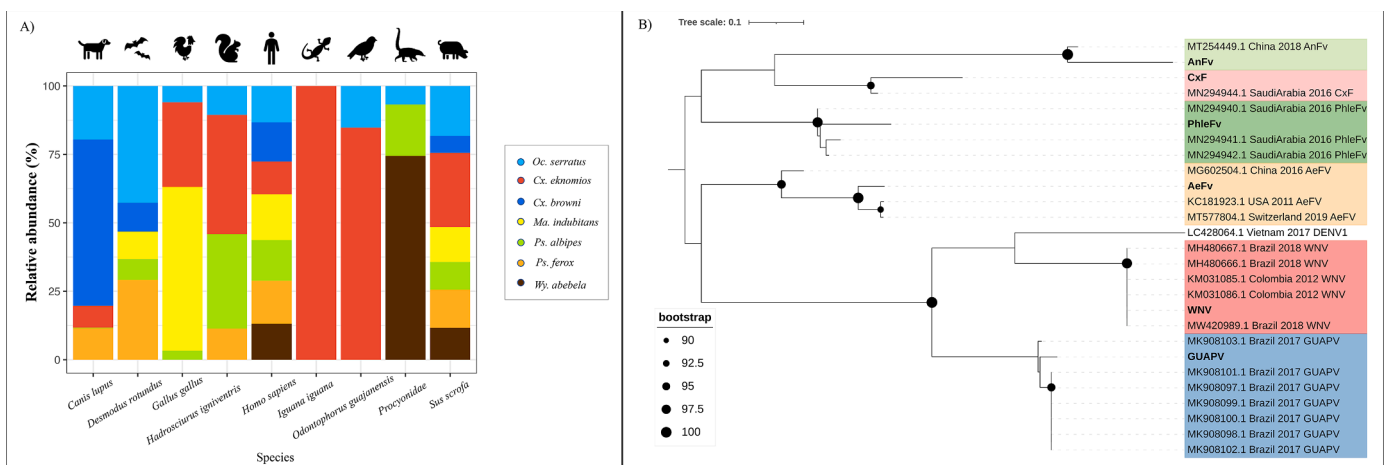 A)
Relative abundance (%)
100
75
50
25
0
Canis lupus
Desmodus rotundus
Gallus gallus
Hadrosciurus igniventris
Homo sapiens
Iguana iguana
Odontophorus guajanensis
Procyonidae
Sus scrofa
Species
Oc. serratus
Cx. eknomios
Cx. browni
Ma. indubitans
Ps. albipes
Ps. ferox
Wy. abebela
B)
Tree scale: 0.1
MT254449.1 China 2018 AnFv
AnFv
CxF
MN294944.1 SaudiArabia 2016 CxF
MN294940.1 SaudiArabia 2016 PhleFv
PhleFv
MN294941.1 SaudiArabia 2016 PhleFv
MN294942.1 SaudiArabia 2016 PhleFv
MG602504.1 China 2016 AeFV
AeFv
KC181923.1 USA 2011 AeFV
MT577804.1 Switzerland 2019 AeFV
LC428064.1 Vietnam 2017 DENV1
MH480667.1 Brazil 2018 WNV
MH480666.1 Brazil 2018 WNV
KM031085.1 Colombia 2012 WNV
KM031086.1 Colombia 2012 WNV
WNV
MW420989.1 Brazil 2018 WNV
MK908103.1 Brazil 2017 GUAPV
GUAPV
MK908101.1 Brazil 2017 GUAPV
MK908097.1 Brazil 2017 GUAPV
MK908099.1 Brazil 2017 GUAPV
MK908100.1 Brazil 2017 GUAPV
MK908098.1 Brazil 2017 GUAPV
MK908102.1 Brazil 2017 GUAPV
bootstrap
90
92.5
95
97.5
100